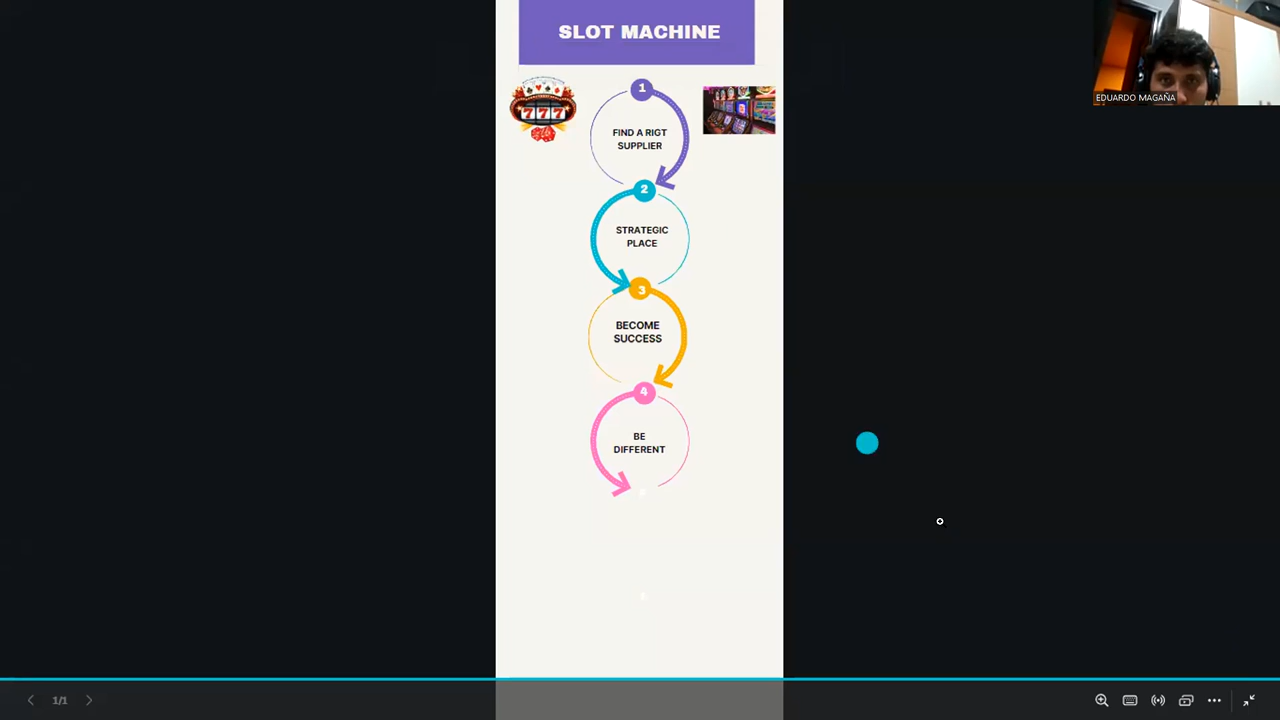 SLOT MACHINE
1
777
FIND A RIGT
SUPPLIER
2
STRATEGIC
PLACE
3
BECOME
SUCCESS
4
BE
DIFFERENT
EDUARDO MAGAÑA
1/1